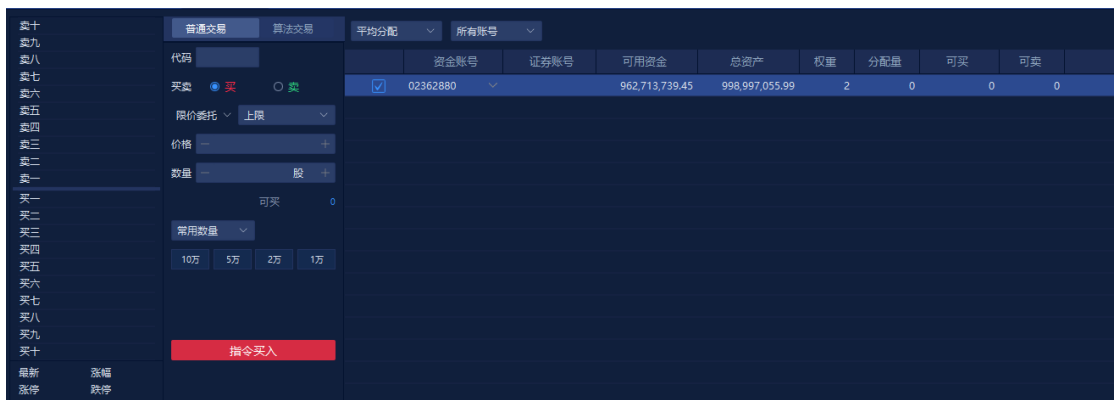 卖十
卖九
卖八
卖七
卖六
卖五
卖四
卖三
卖二
卖一
买一
买二
买三
买四
买五
买六
买七
买八
买九
买十
最新 涨幅
涨停 跌停
普通交易 算法交易
代码
买卖 买 卖
限价委托 上限
价格 − +
数量 − 股 +
可买 0
常用数量
10万 5万 2万 1万
指令买入
平均分配 所有账号
资金账号 证券账号 可用资金 总资产 权重 分配量 可买 可卖
02362880 962,713,739.45 998,997,055.99 2 0 0 0